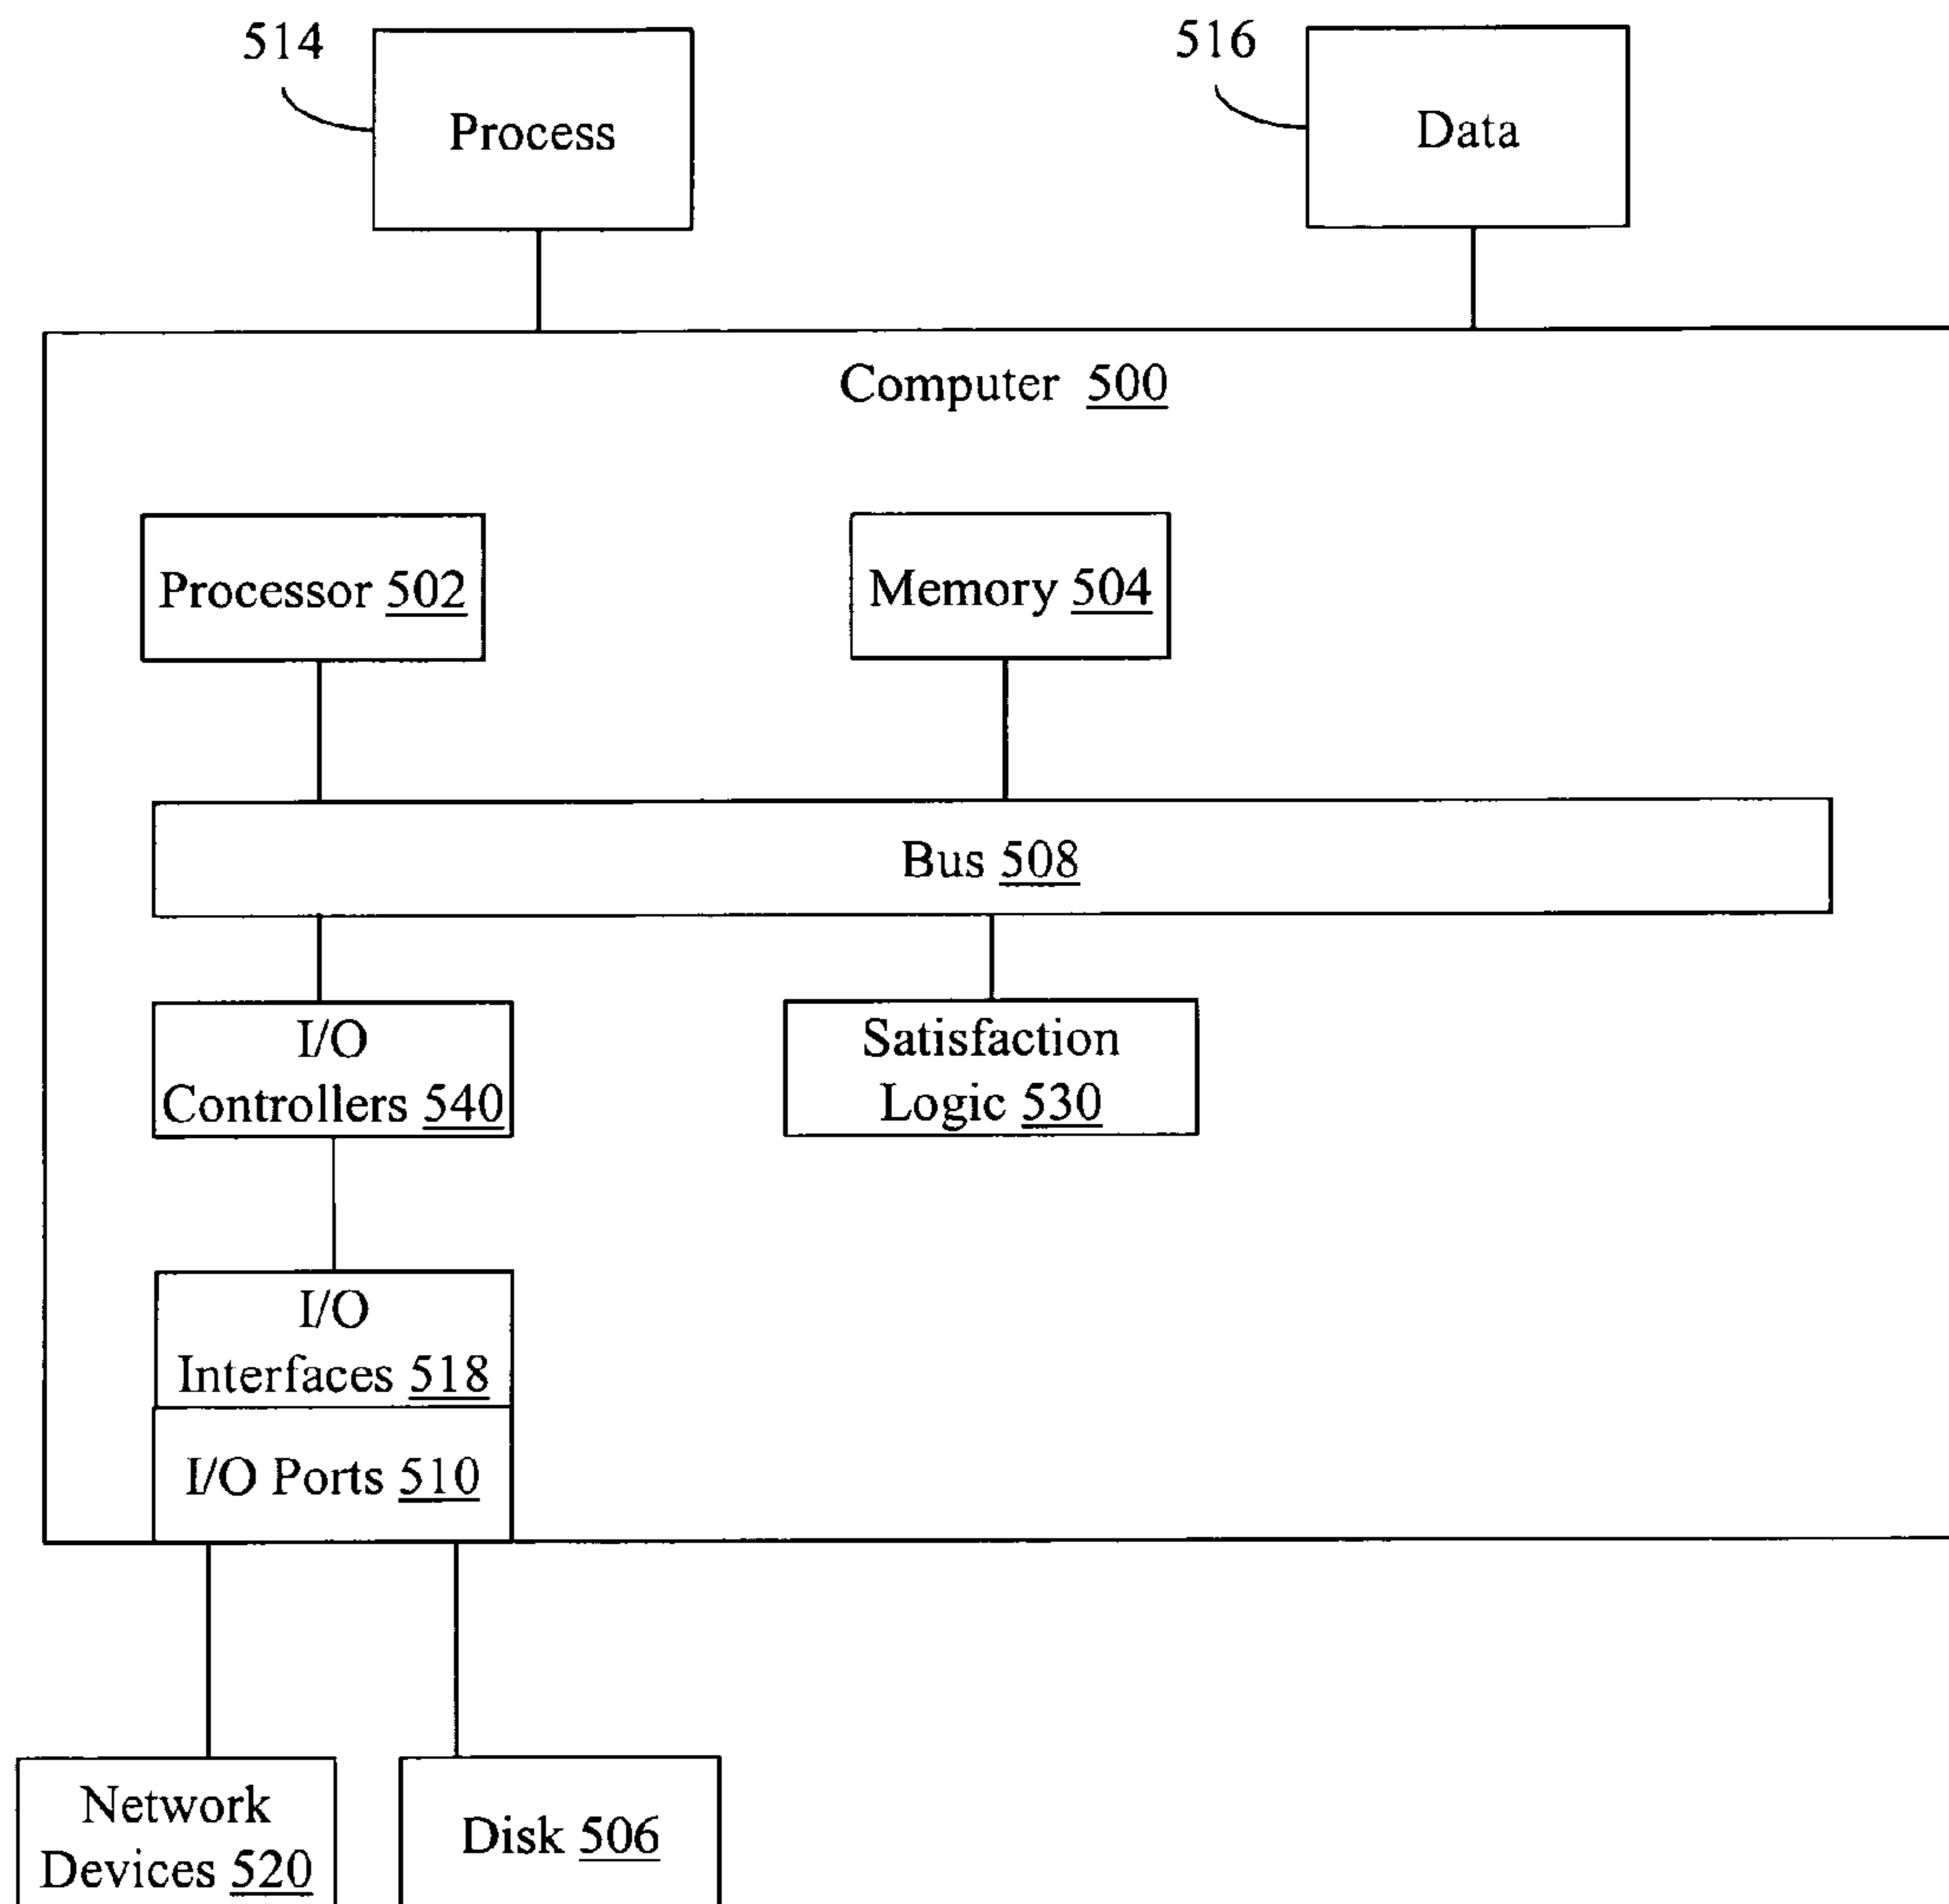 514
Process
516
Data
Computer 500
Processor 502
Memory 504
Bus 508
I/O
Controllers 540
Satisfaction
Logic 530
I/O
Interfaces 518
I/O Ports 510
Network
Devices 520
Disk 506